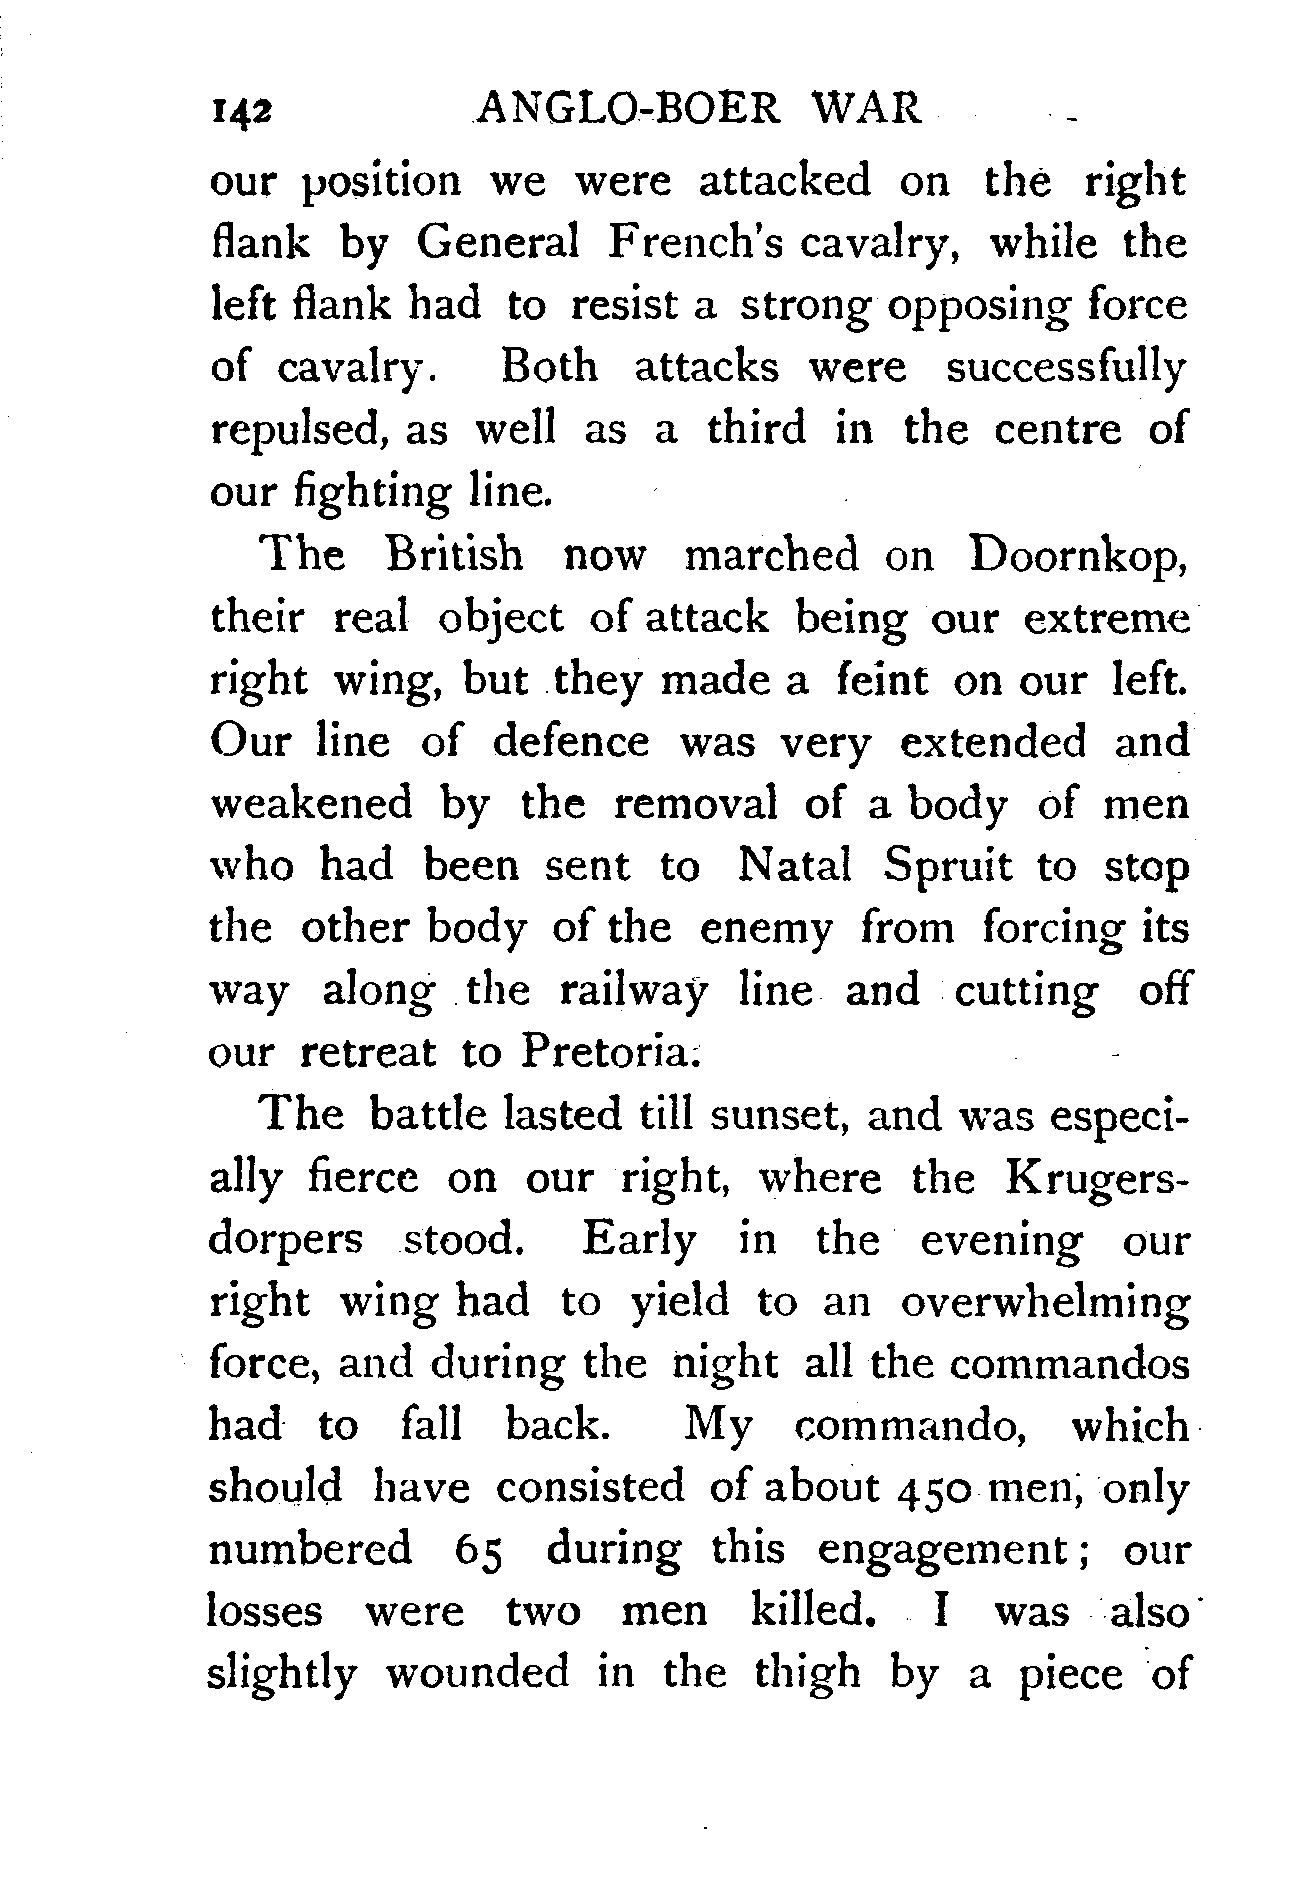 142 ANGLO-BOER WAR
our position we were attacked on the right
flank by General French's cavalry, while the
left flank had to resist a strong opposing force
of cavalry. Both attacks were successfully
repulsed, as well as a third in the centre of
our fighting line.
The British now marched on Doornkop,
their real object of attack being our extreme
right wing, but they made a feint on our left.
Our line of defence was very extended and
weakened by the removal of a body of men
who had been sent to Natal Spruit to stop
the other body of the enemy from forcing its
way along the railway line and cutting off
our retreat to Pretoria.
The battle lasted till sunset, and was especi-
ally fierce on our right, where the Krugers-
dorpers stood. Early in the evening our
right wing had to yield to an overwhelming
force, and during the night all the commandos
had to fall back. My commando, which
should have consisted of about 450 men, only
numbered 65 during this engagement; our
losses were two men killed. I was also
slightly wounded in the thigh by a piece of